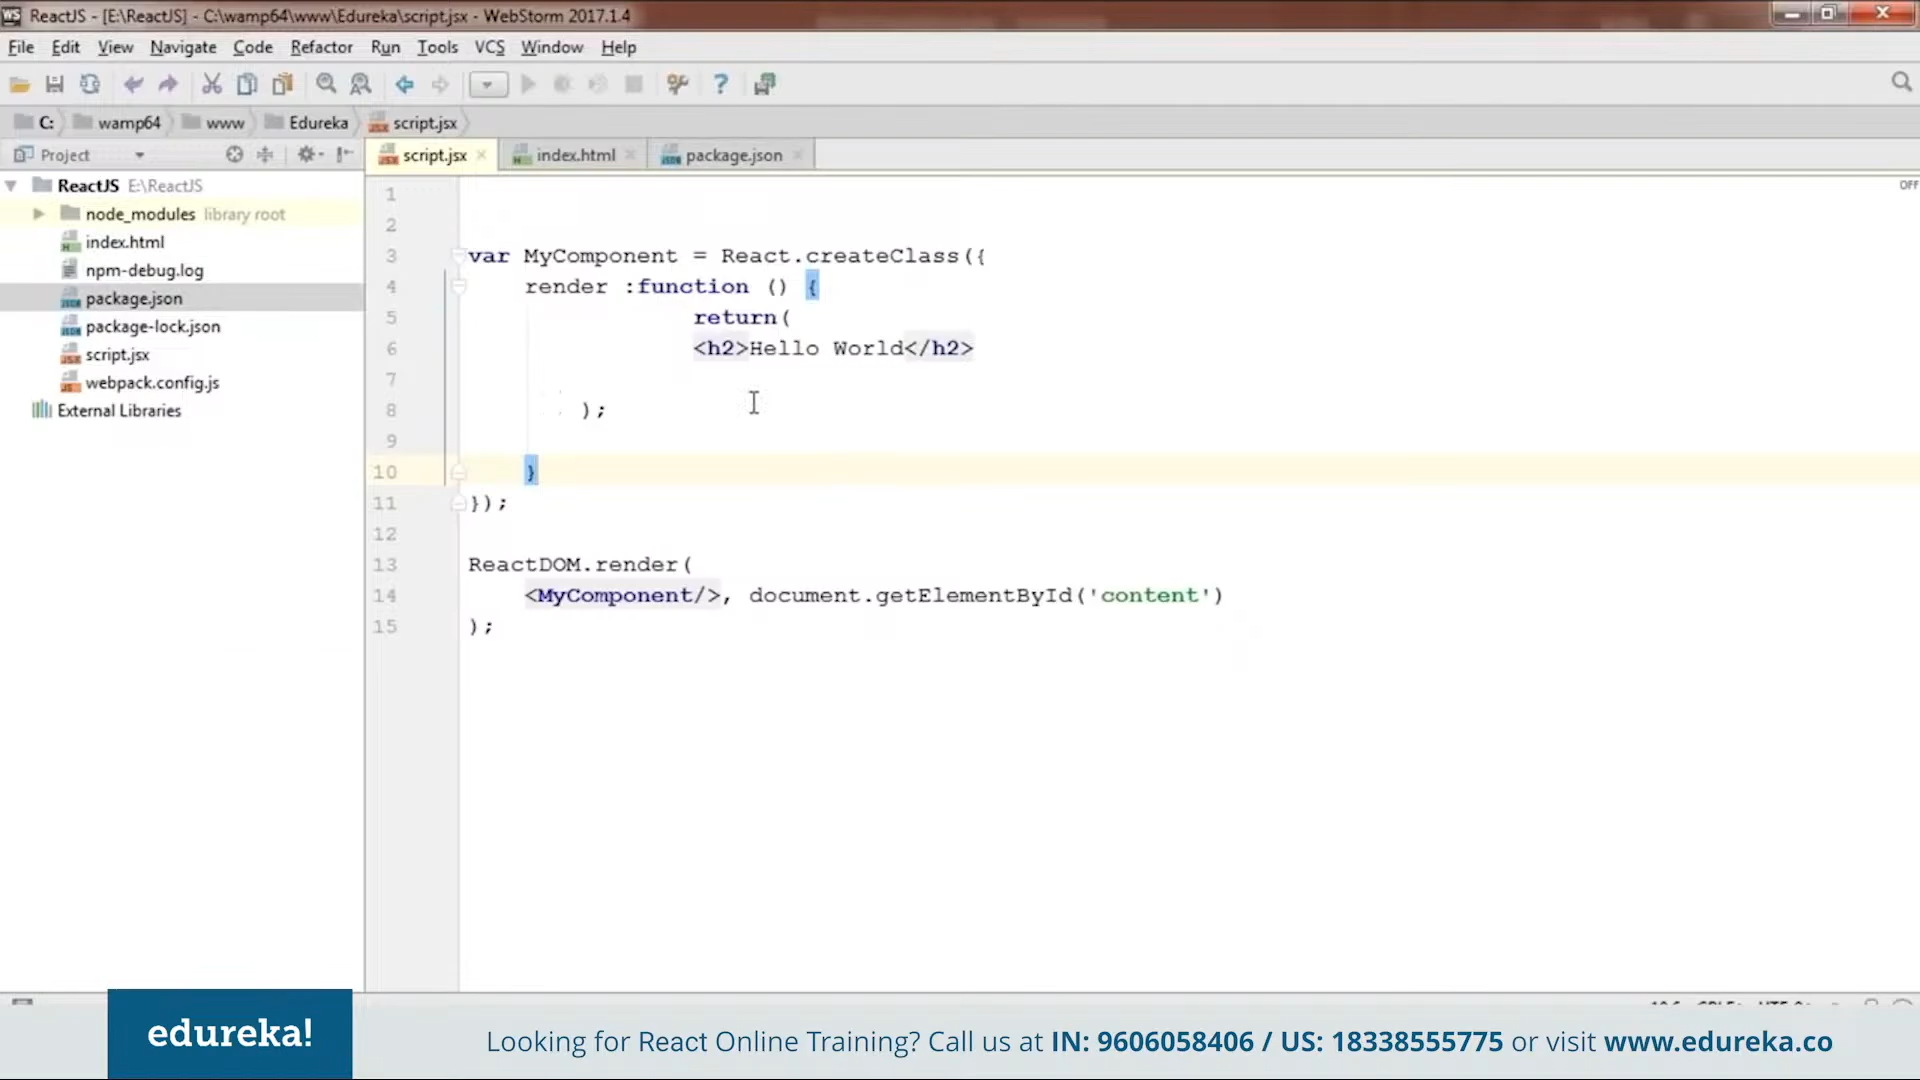 ReactJS - [E:\ReactJS] - C:\wamp64\www\Edureka\script.jsx - WebStorm 2017.1.4
File Edit View Navigate Code Refactor Run Tools VCS Window Help
C: wamp64 www Edureka script.jsx
Project
script.jsx index.html package.json
ReactJS E:\ReactJS
node_modules library root
index.html
npm-debug.log
package.json
package-lock.json
script.jsx
webpack.config.js
External Libraries
OFF
1
2
3 var MyComponent = React.createClass({
4 render :function () {
5 return(
6 <h2>Hello World</h2>
7
8 );
9
10 }
11 });
12
13 ReactDOM.render(
14 <MyComponent/>, document.getElementById('content')
15 );
edureka!
Looking for React Online Training? Call us at IN: 9606058406 / US: 18338555775 or visit www.edureka.co